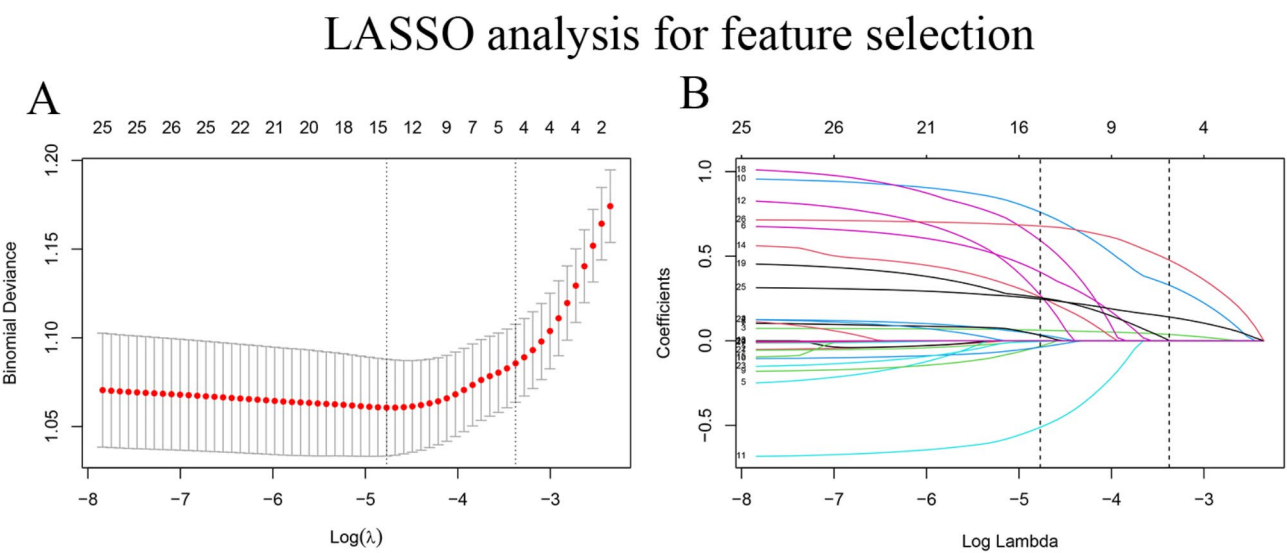 LASSO analysis for feature selection
A
25 25 26 25 22 21 20 18 15 12 9 7 5 4 4 4 2
Binomial Deviance
1.20
1.15
1.10
1.05
−8 −7 −6 −5 −4 −3
Log(λ)
B
25 26 21 16 9 4
Coefficients
1.0
0.5
0.0
−0.5
18
10
12
26
6
14
19
25
3
5
11
−8 −7 −6 −5 −4 −3
Log Lambda